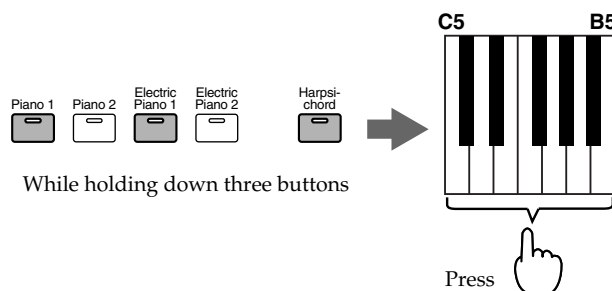 C5 B5
Piano 1 Piano 2 Electric Piano 1 Electric Piano 2 Harpsi-
chord
While holding down three buttons
Press